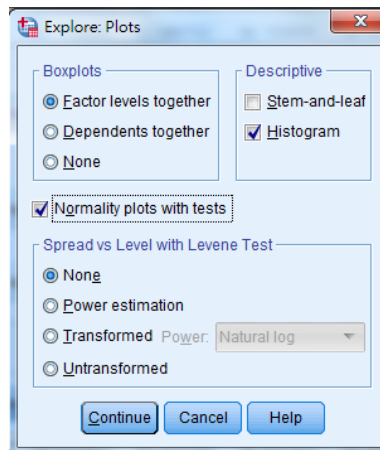 Explore: Plots
Boxplots
Factor levels together
Dependents together
None
Descriptive
Stem-and-leaf
Histogram
Normality plots with tests
Spread vs Level with Levene Test
None
Power estimation
Transformed Power: Natural log
Untransformed
Continue Cancel Help